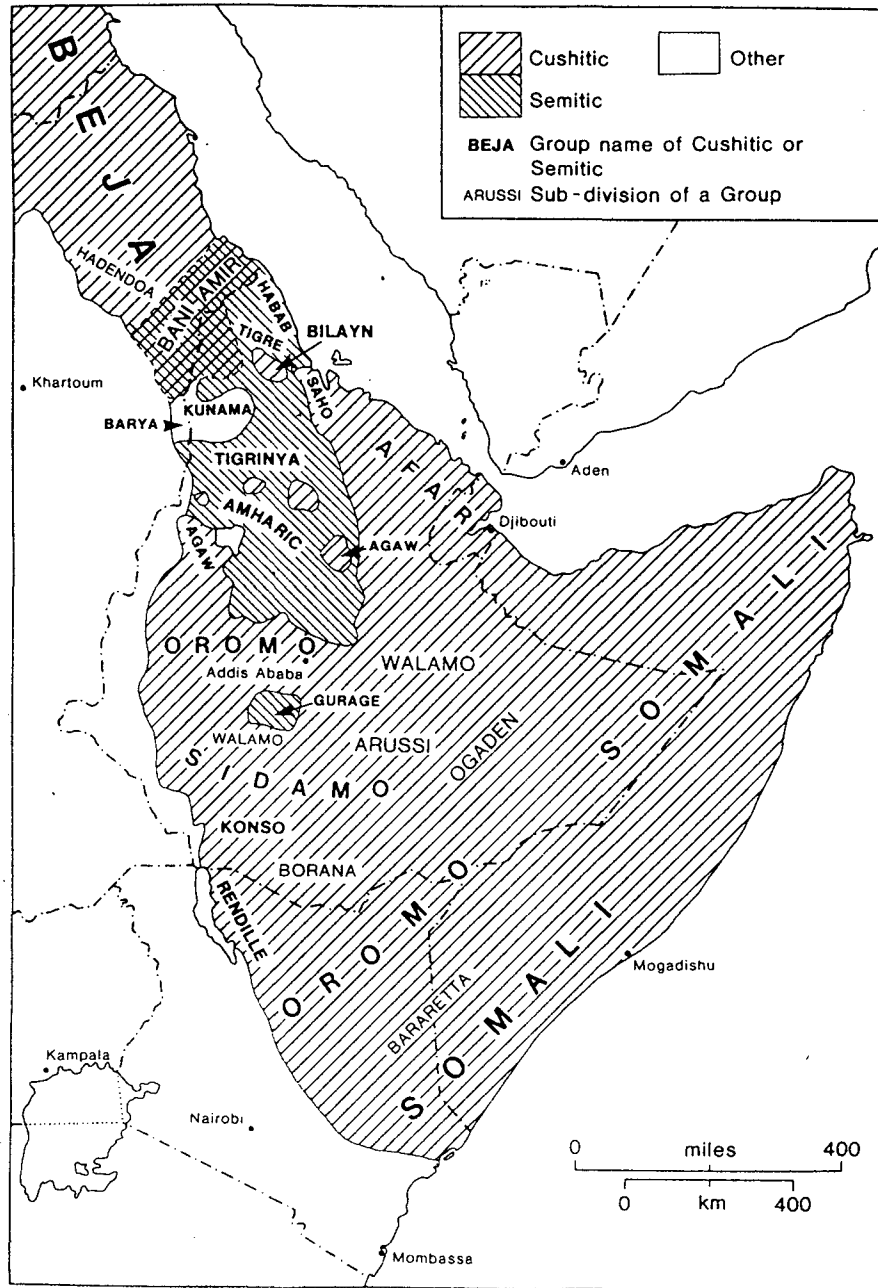 Cushitic
Other
Semitic
BEJA Group name of Cushitic or
Semitic
ARUSSI Sub-division of a Group
BEJA
HADENDOA
BANI AMIR
HABAB
TIGRE
BILAYN
Khartoum
SAHO
KUNAMA
BARYA
TIGRINYA
AFAR
Aden
AMHARIC
Djibouti
AGAW
AGAW
OROMO
WALAMO
SOMALI
Addis Ababa
GURAGE
WALAMO
ARUSSI
OGADEN
SIDAMO
KONSO
BORANA
RENDILLE
OROMO
SOMALI
Mogadishu
BARARETTA
Kampala
Nairobi
0 miles 400
0 km 400
Mombassa